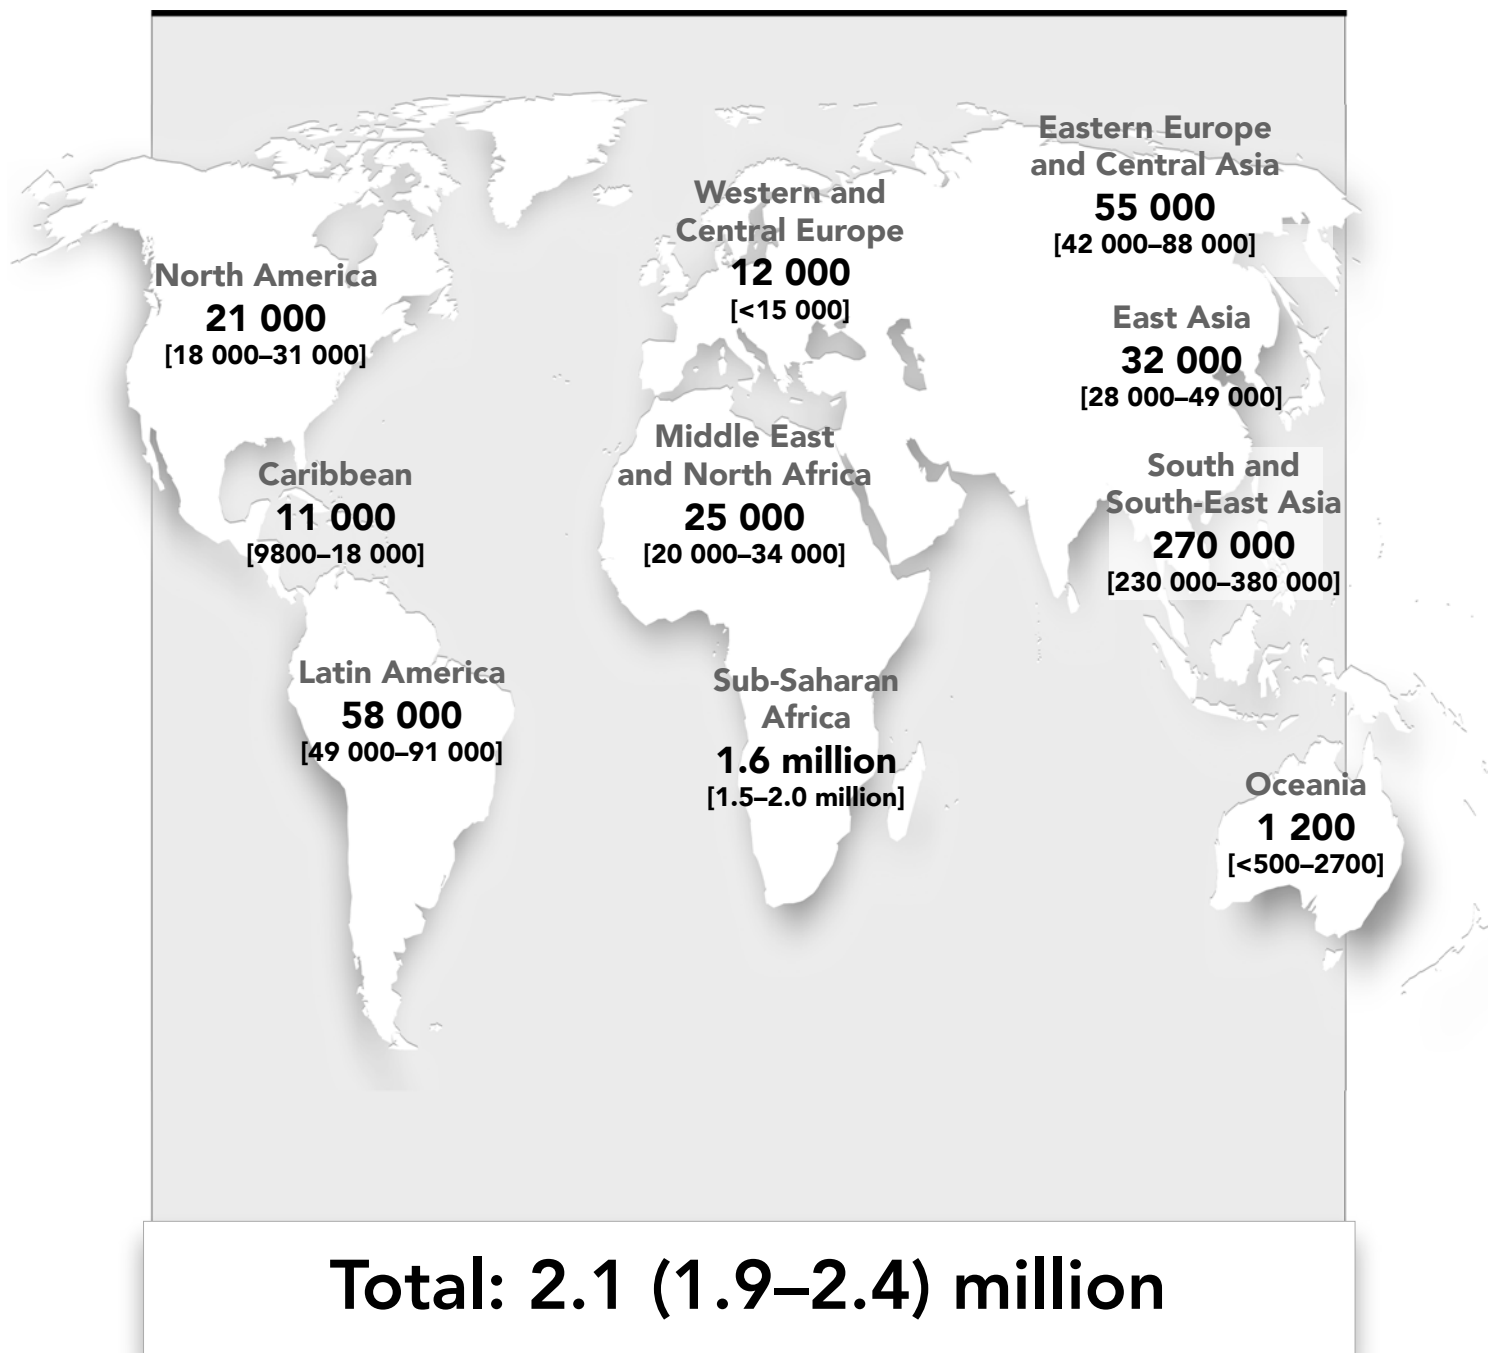 Eastern Europe
and Central Asia
55 000
[42 000–88 000]
Western and
Central Europe
12 000
[<15 000]
North America
21 000
[18 000–31 000]
East Asia
32 000
[28 000–49 000]
Middle East
and North Africa
25 000
[20 000–34 000]
Caribbean
11 000
[9800–18 000]
South and
South-East Asia
270 000
[230 000–380 000]
Latin America
58 000
[49 000–91 000]
Sub-Saharan
Africa
1.6 million
[1.5–2.0 million]
Oceania
1 200
[<500–2700]
Total: 2.1 (1.9–2.4) million